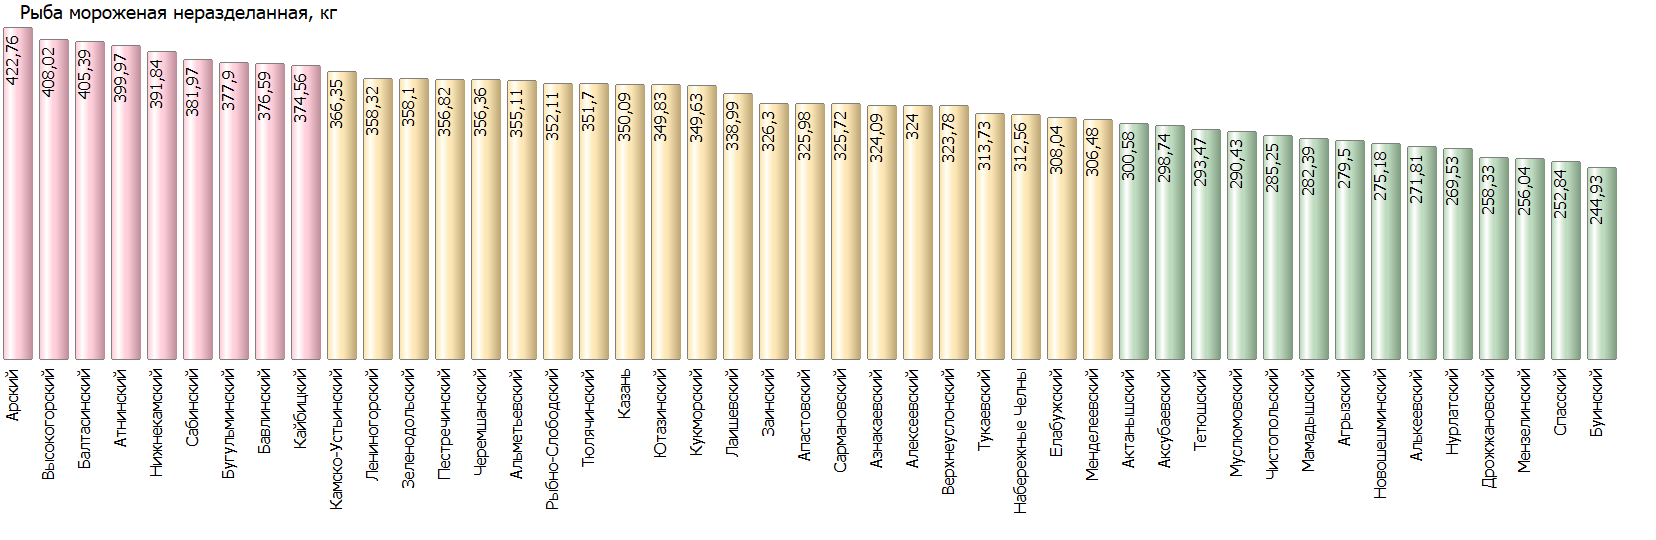 Рыба мороженая неразделанная, кг
422,76
408,02
405,39
399,97
391,84
381,97
377,9
376,59
374,56
366,35
358,32
358,1
356,82
356,36
355,11
352,11
351,7
350,09
349,83
349,63
338,99
326,3
325,98
325,72
324,09
324
323,78
313,73
312,56
308,04
306,48
300,58
298,74
293,47
290,43
285,25
282,39
279,5
275,18
271,81
269,53
258,33
256,04
252,84
244,93
Арский
Высокогорский
Балтасинский
Атнинский
Нижнекамский
Сабинский
Бугульминский
Бавлинский
Кайбицкий
Камско-Устьинский
Лениногорский
Зеленодольский
Пестречинский
Черемшанский
Альметьевский
Рыбно-Слободский
Тюлячинский
Казань
Ютазинский
Кукморский
Лаишевский
Заинский
Апастовский
Сармановский
Азнакаевский
Алексеевский
Верхнеуслонский
Тукаевский
Набережные Челны
Елабужский
Менделеевский
Актанышский
Аксубаевский
Тетюшский
Муслюмовский
Чистопольский
Мамадышский
Агрызский
Новошешминский
Алькеевский
Нурлатский
Дрожжановский
Мензелинский
Спасский
Буинский